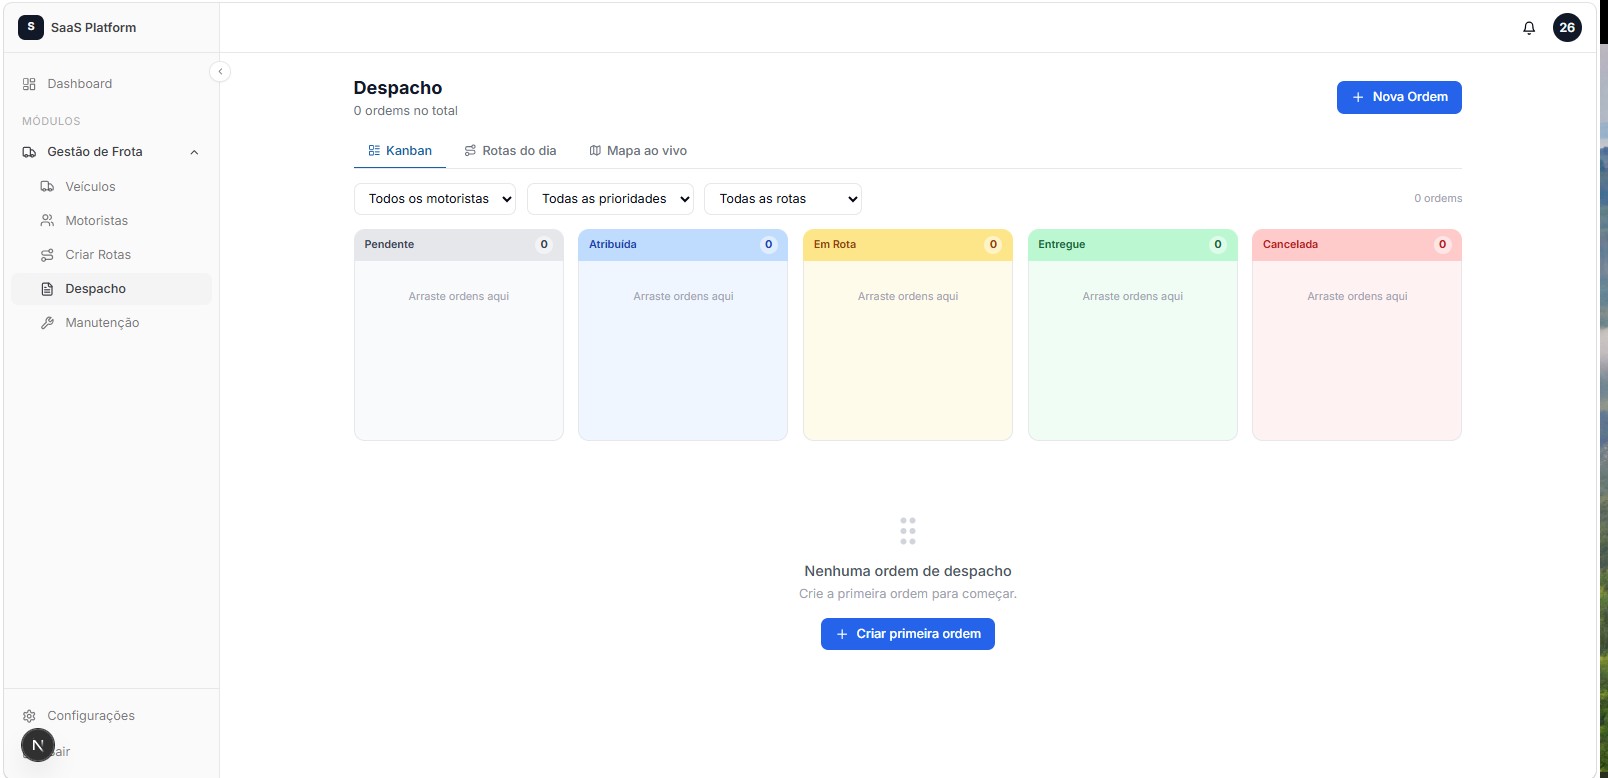 S SaaS Platform
26
Dashboard
MÓDULOS
Gestão de Frota
Veículos
Motoristas
Criar Rotas
Despacho
Manutenção
Configurações
air
N
Despacho
0 ordems no total
+ Nova Ordem
Kanban Rotas do dia Mapa ao vivo
Todos os motoristas Todas as prioridades Todas as rotas 0 ordems
Pendente 0 Atribuída 0 Em Rota 0 Entregue 0 Cancelada 0
Arraste ordens aqui Arraste ordens aqui Arraste ordens aqui Arraste ordens aqui Arraste ordens aqui
Nenhuma ordem de despacho
Crie a primeira ordem para começar.
+ Criar primeira ordem